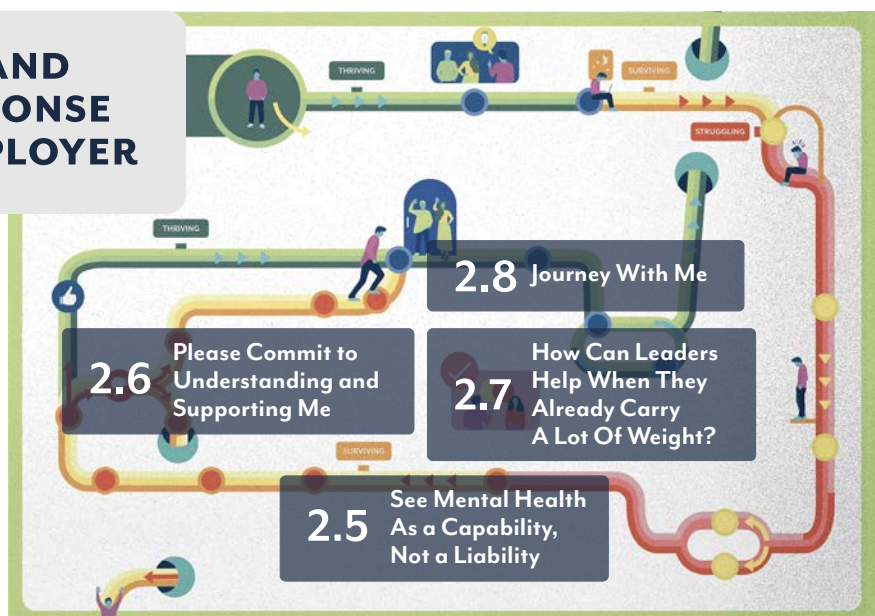 AND
ONSE
PLOYER
THRIVING
SURVIVING
STRUGGLING
THRIVING
2.8 Journey With Me
2.6 Please Commit to
Understanding and
Supporting Me
2.7 How Can Leaders
Help When They
Already Carry
A Lot Of Weight?
SURVIVING
2.5 See Mental Health
As a Capability,
Not a Liability